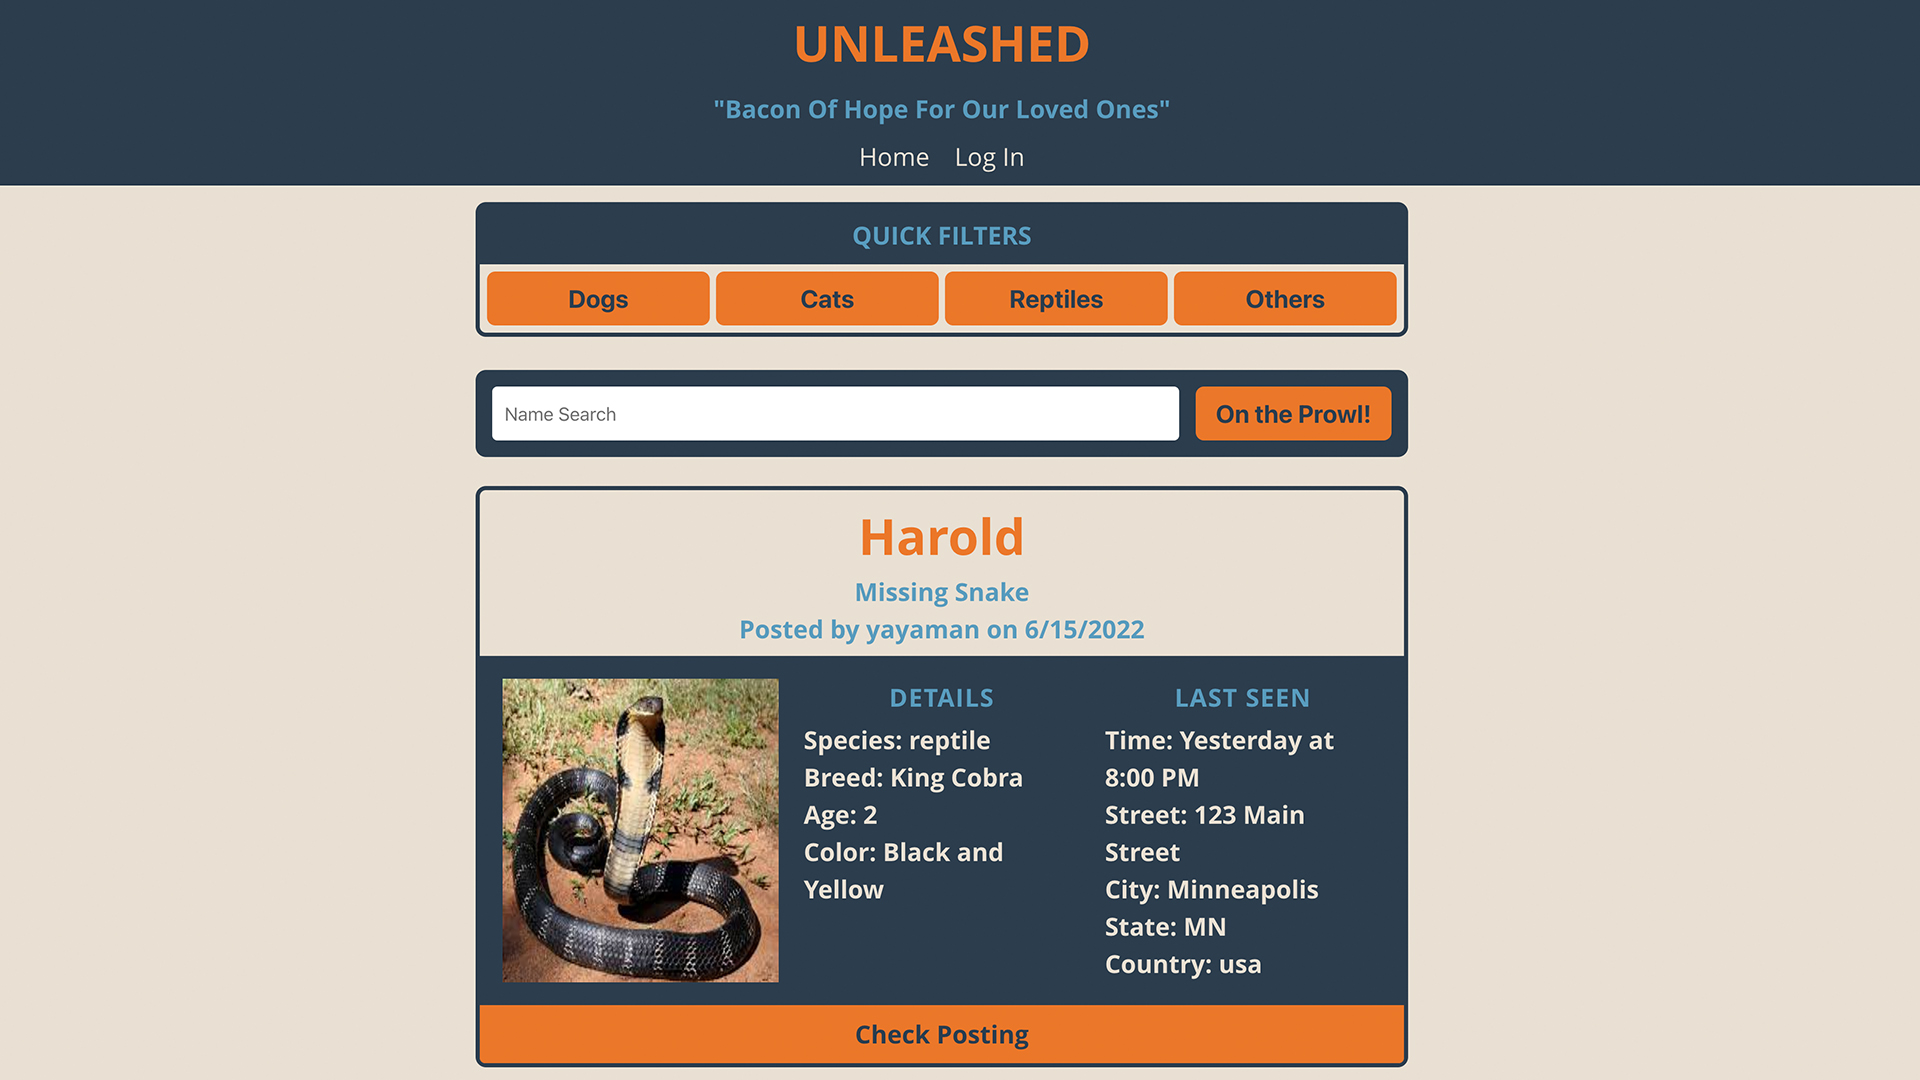 UNLEASHED
"Bacon Of Hope For Our Loved Ones"
Home Log In
QUICK FILTERS
Dogs Cats Reptiles Others
Name Search On the Prowl!
Harold
Missing Snake
Posted by yayaman on 6/15/2022
DETAILS
Species: reptile
Breed: King Cobra
Age: 2
Color: Black and
Yellow
LAST SEEN
Time: Yesterday at
8:00 PM
Street: 123 Main
Street
City: Minneapolis
State: MN
Country: usa
Check Posting